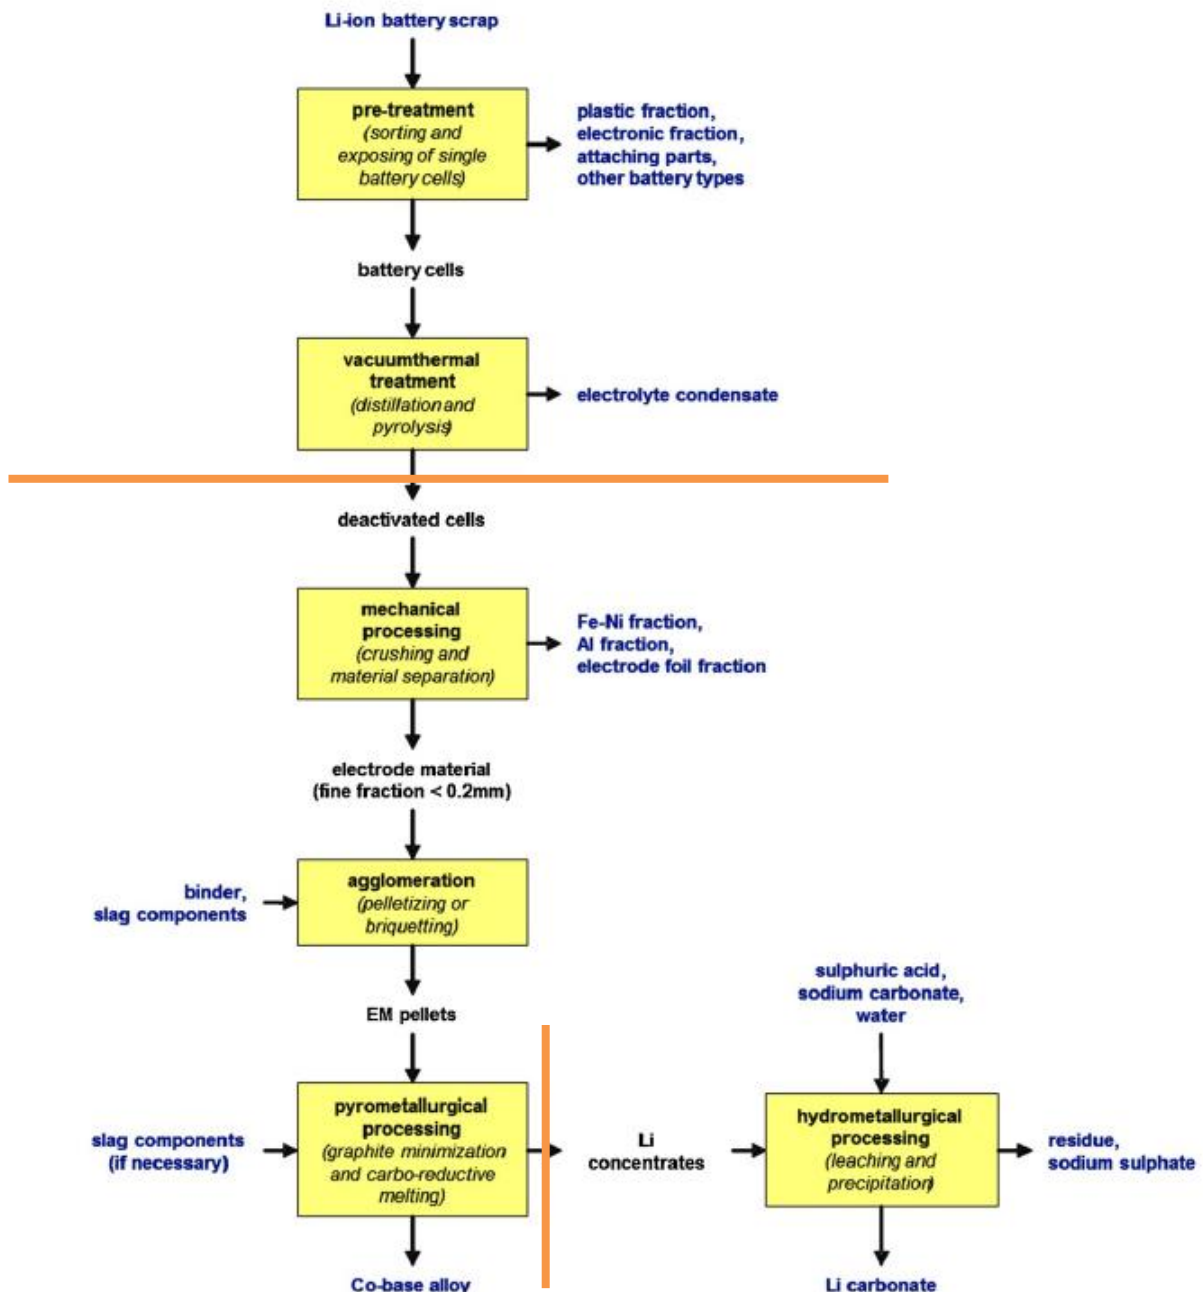 Li-ion battery scrap
pre-treatment
(sorting and
exposing of single
battery cells)
plastic fraction,
electronic fraction,
attaching parts,
other battery types
battery cells
vacuumthermal
treatment
(distillation and
pyrolysis)
electrolyte condensate
deactivated cells
mechanical
processing
(crushing and
material separation)
Fe-Ni fraction,
Al fraction,
electrode foil fraction
electrode material
(fine fraction < 0.2mm)
binder,
slag components
agglomeration
(pelletizing or
briquetting)
EM pellets
slag components
(if necessary)
pyrometallurgical
processing
(graphite minimization
and carbo-reductive
melting)
Co-base alloy
Li
concentrates
sulphuric acid,
sodium carbonate,
water
hydrometallurgical
processing
(leaching and
precipitation)
residue,
sodium sulphate
Li carbonate